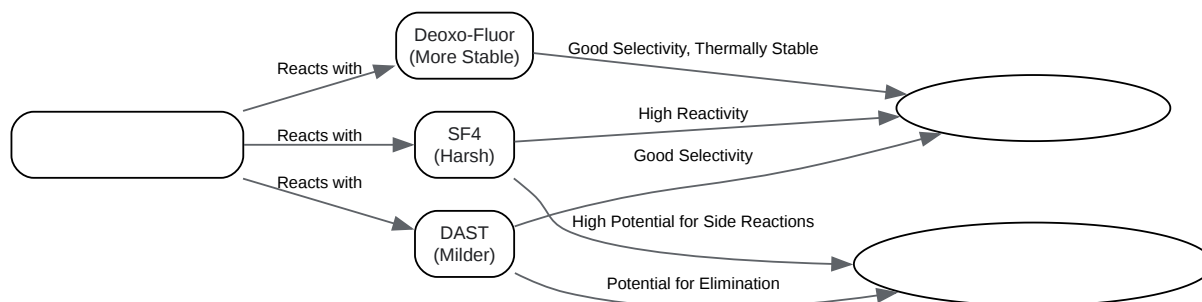 Deoxo-Fluor
(More Stable)
Good Selectivity, Thermally Stable
Reacts with
High Reactivity
Reacts with
SF4
(Harsh)
Good Selectivity
Reacts with
High Potential for Side Reactions
DAST
(Milder)
Potential for Elimination